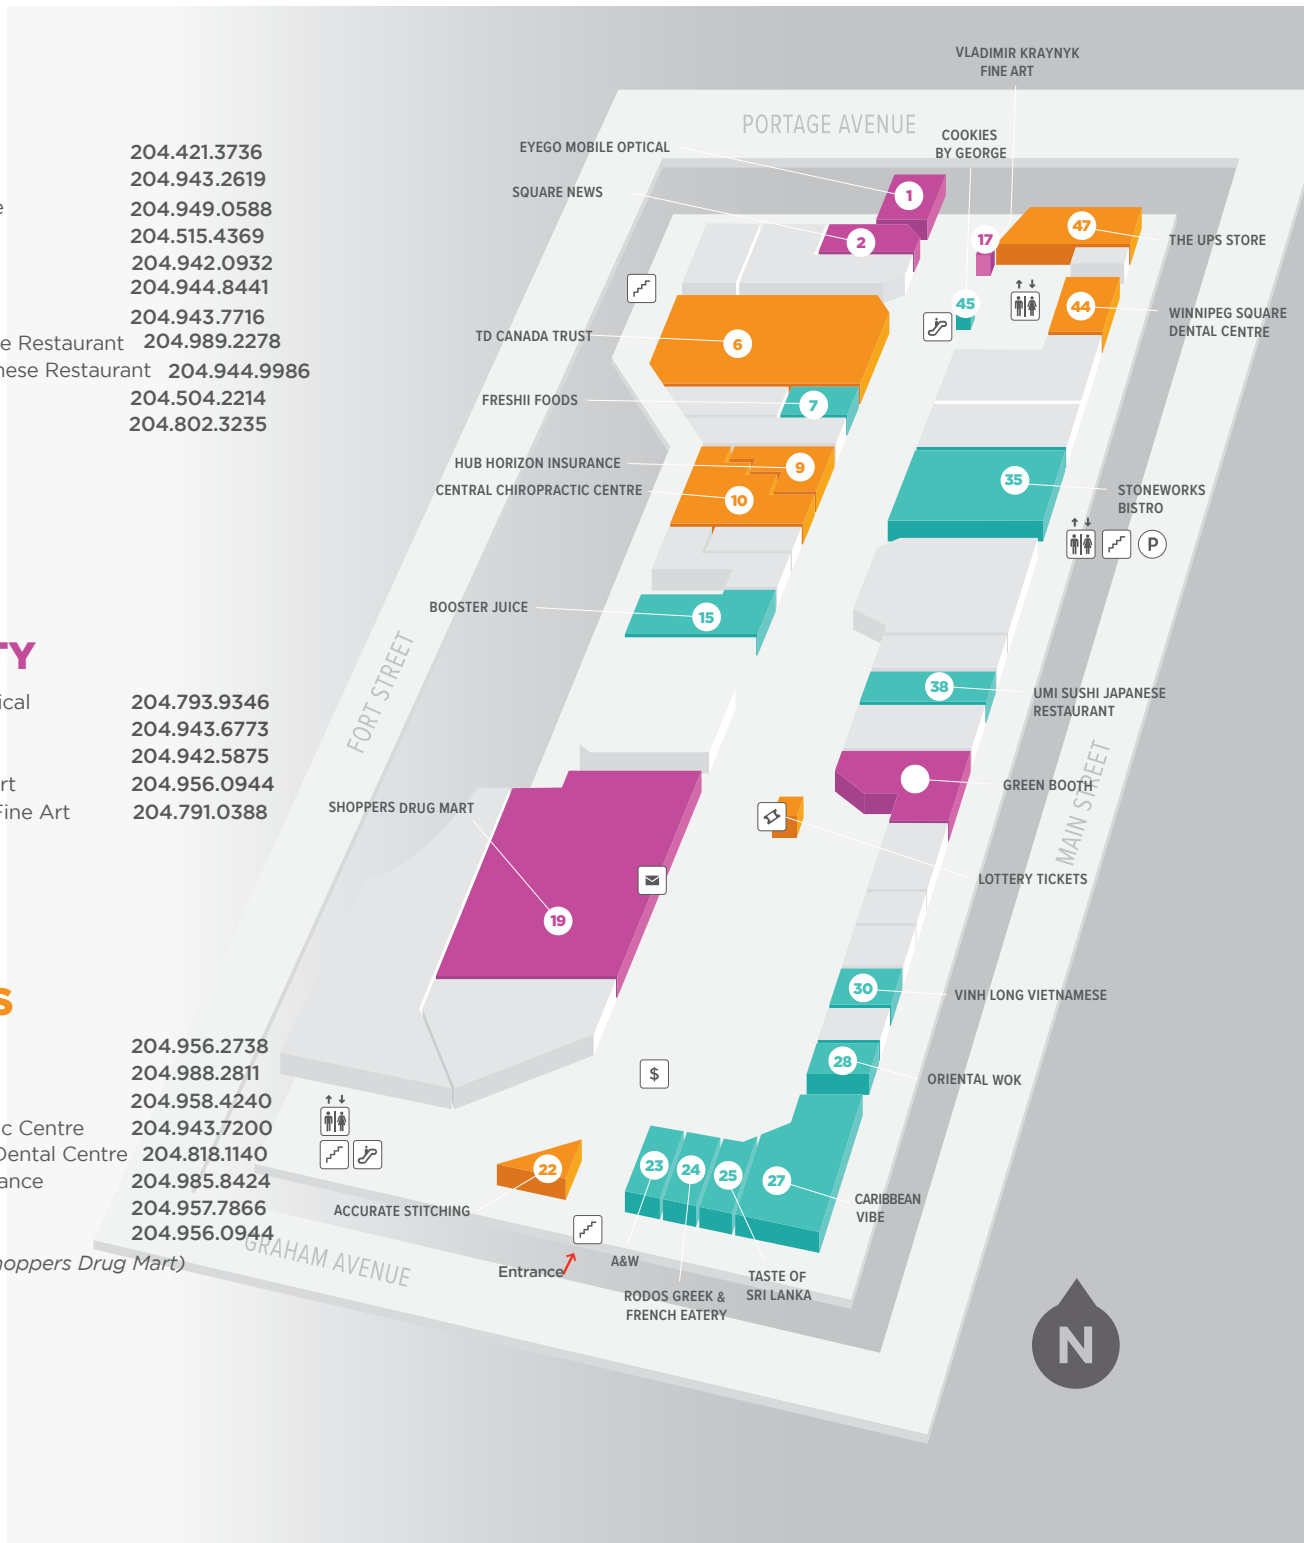 204.421.3736
204.943.2619
e 204.949.0588
204.515.4369
204.942.0932
204.944.8441
204.943.7716
e Restaurant 204.989.2278
nese Restaurant 204.944.9986
204.504.2214
204.802.3235
TY
ical 204.793.9346
204.943.6773
204.942.5875
rt 204.956.0944
Fine Art 204.791.0388
S
204.956.2738
204.988.2811
204.958.4240
ic Centre 204.943.7200
Dental Centre 204.818.1140
ance 204.985.8424
204.957.7866
204.956.0944
hoppers Drug Mart)
VLADIMIR KRAYNYK
FINE ART
PORTAGE AVENUE
COOKIES
BY GEORGE
EYEGO MOBILE OPTICAL
SQUARE NEWS
1
2
17
47
THE UPS STORE
45
44
WINNIPEG SQUARE
DENTAL CENTRE
TD CANADA TRUST
6
FRESHII FOODS
7
HUB HORIZON INSURANCE
9
CENTRAL CHIROPRACTIC CENTRE
10
35
STONEWORKS
BISTRO
P
BOOSTER JUICE
15
FORT STREET
38
UMI SUSHI JAPANESE
RESTAURANT
GREEN BOOTH
MAIN STREET
SHOPPERS DRUG MART
LOTTERY TICKETS
19
30
VINH LONG VIETNAMESE
$
28
ORIENTAL WOK
22
23
24
25
27
ACCURATE STITCHING
CARIBBEAN
VIBE
GRAHAM AVENUE
Entrance
A&W
RODOS GREEK &
FRENCH EATERY
TASTE OF
SRI LANKA
N